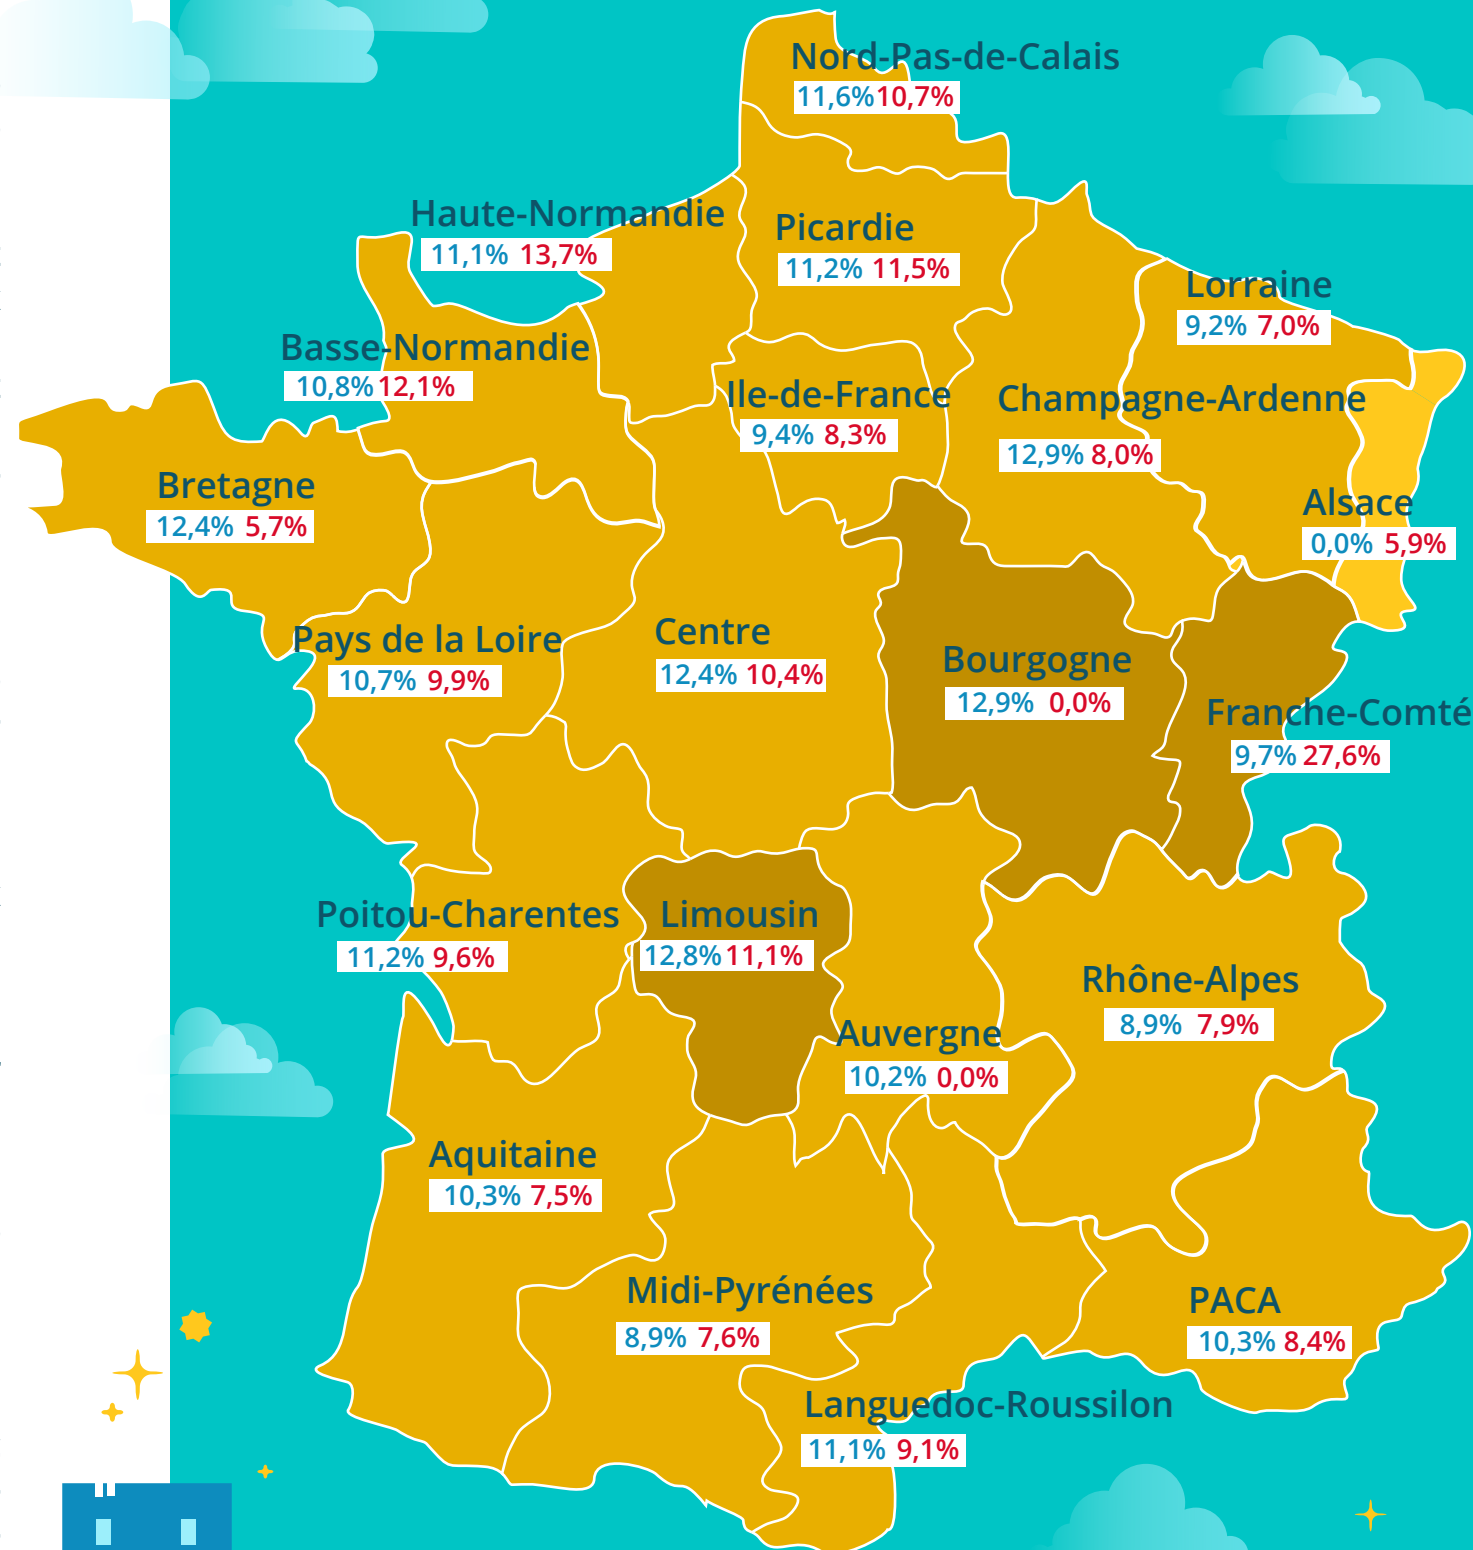 Nord-Pas-de-Calais
11,6% 10,7%
Haute-Normandie
11,1% 13,7%
Picardie
11,2% 11,5%
Lorraine
9,2% 7,0%
Basse-Normandie
10,8% 12,1%
Ile-de-France
9,4% 8,3%
Champagne-Ardenne
12,9% 8,0%
Bretagne
12,4% 5,7%
Alsace
0,0% 5,9%
Pays de la Loire
10,7% 9,9%
Centre
12,4% 10,4%
Bourgogne
12,9% 0,0%
Franche-Comté
9,7% 27,6%
Poitou-Charentes
11,2% 9,6%
Limousin
12,8% 11,1%
Rhône-Alpes
8,9% 7,9%
Auvergne
10,2% 0,0%
Aquitaine
10,3% 7,5%
Midi-Pyrénées
8,9% 7,6%
PACA
10,3% 8,4%
Languedoc-Roussilon
11,1% 9,1%